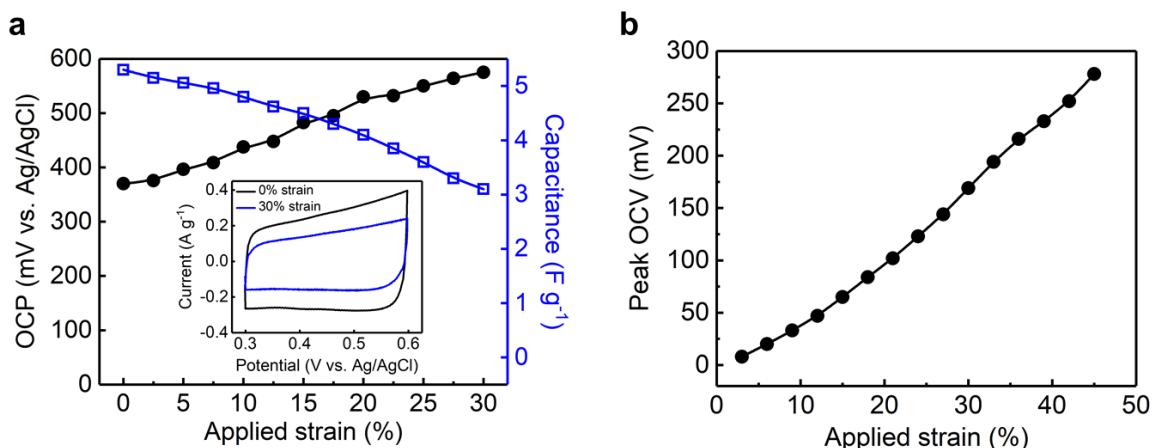 a
600
500
400
300
200
100
0
OCP (mV vs. Ag/AgCl)
0 5 10 15 20 25 30
Applied strain (%)
5
4
3
2
1
0
Capacitance (F g⁻¹)
0% strain
30% strain
0.4
0.2
0.0
-0.2
-0.4
Current (A g⁻¹)
0.3 0.4 0.5 0.6
Potential (V vs. Ag/AgCl)
b
300
250
200
150
100
50
0
Peak OCV (mV)
0 10 20 30 40 50
Applied strain (%)